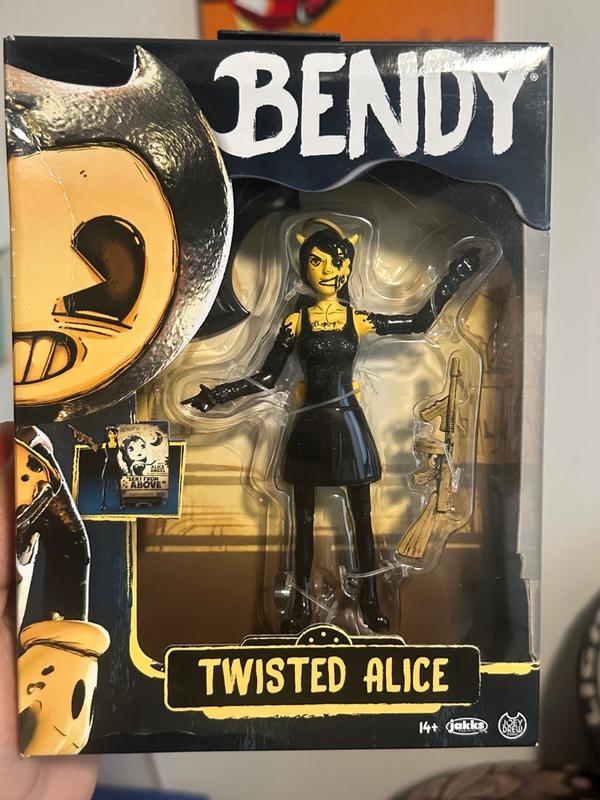 BENDY®
ALICE
ANGEL
"SENT FROM
ABOVE"
TWISTED ALICE
14+
jakks
JOEY
DREW